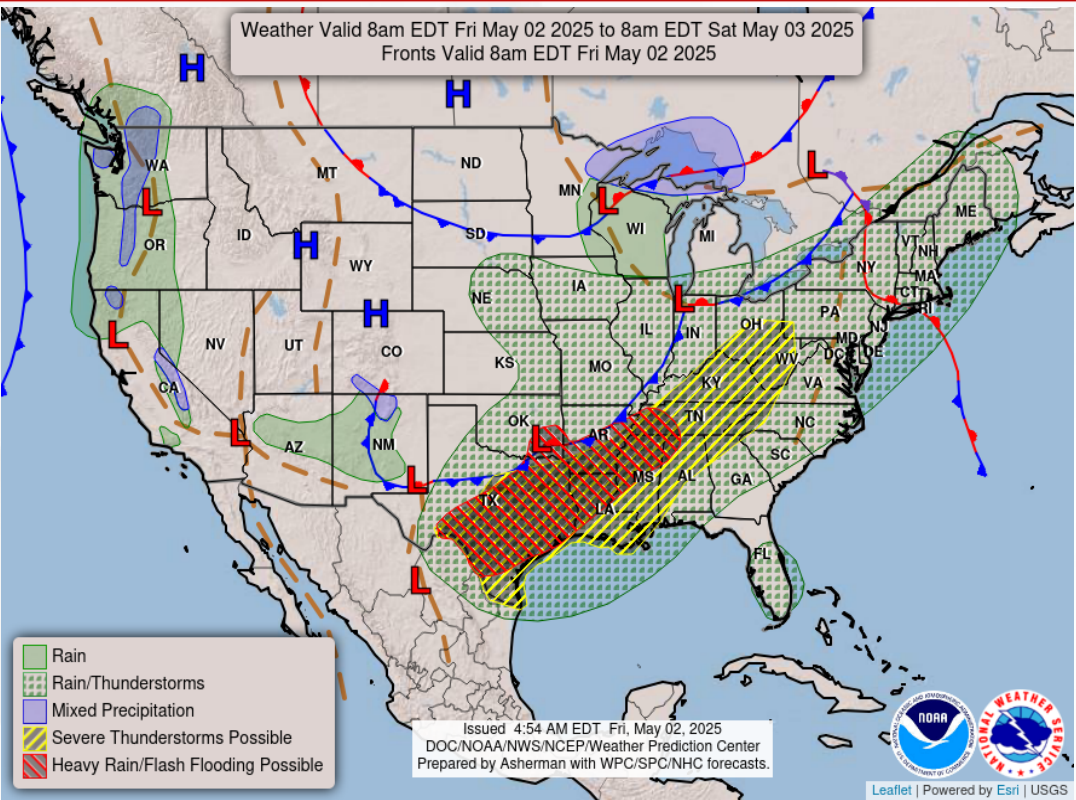 Weather Valid 8am EDT Fri May 02 2025 to 8am EDT Sat May 03 2025
Fronts Valid 8am EDT Fri May 02 2025
H
H
L
WA
MT
ND
MN
L
ME
L
L
OR
ID
H
SD
WI
MI
VT
NH
WY
NY
MA
CT
RI
NE
IA
L
H
L
NV
UT
CO
IL
IN
OH
PA
NJ
MD
DE
DC
KS
MO
WV
CA
KY
VA
L
AZ
NM
OK
L
AR
TN
NC
SC
L
TX
MS
AL
GA
LA
FL
L
Rain
Rain/Thunderstorms
Mixed Precipitation
Severe Thunderstorms Possible
Heavy Rain/Flash Flooding Possible
Issued 4:54 AM EDT Fri, May 02, 2025
DOC/NOAA/NWS/NCEP/Weather Prediction Center
Prepared by Asherman with WPC/SPC/NHC forecasts.
NOAA
NATIONAL WEATHER SERVICE
Leaflet | Powered by Esri | USGS